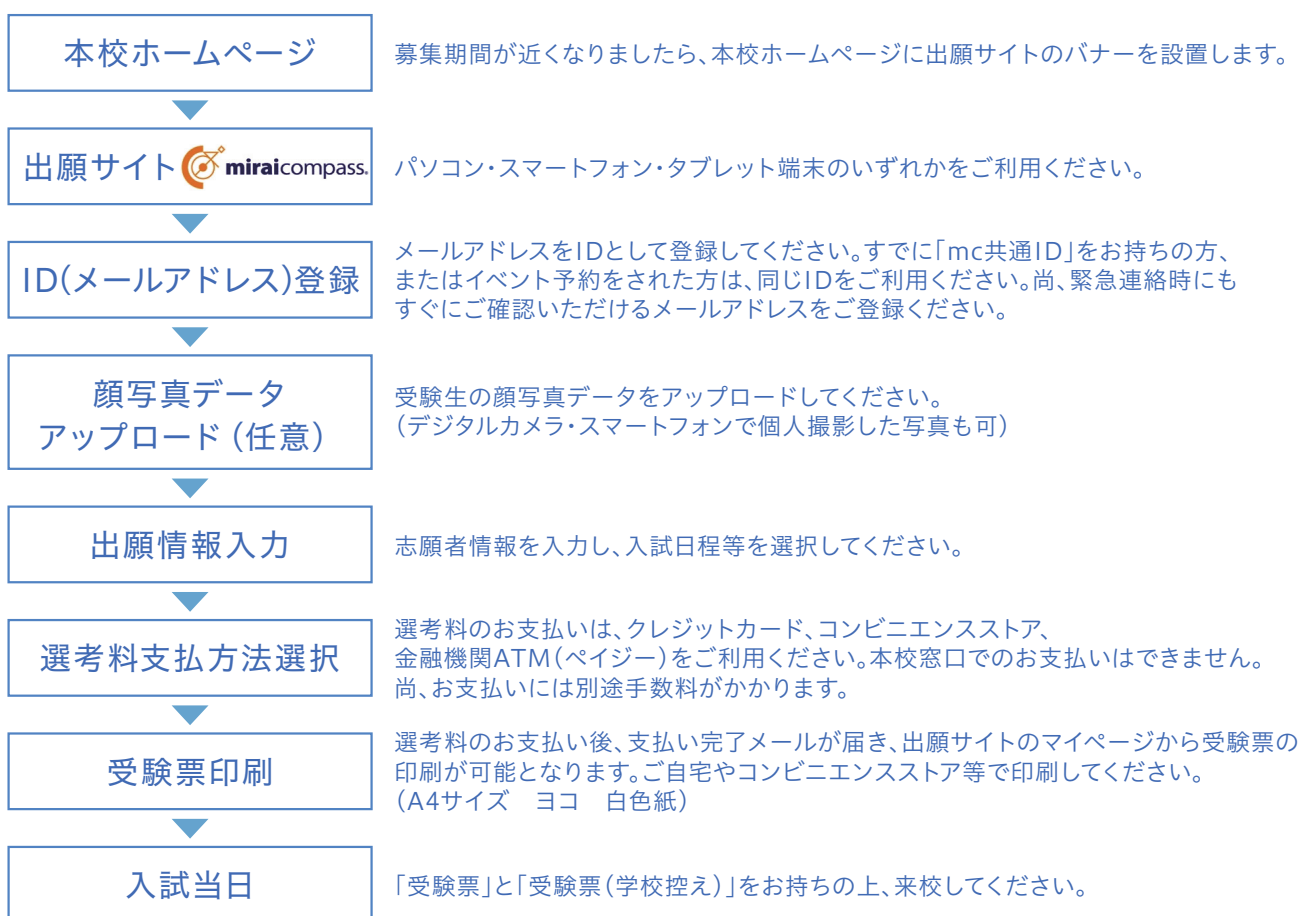 本校ホームページ
募集期間が近くなりましたら、本校ホームページに出願サイトのバナーを設置します。
出願サイト miraicompass.
パソコン・スマートフォン・タブレット端末のいずれかをご利用ください。
ID(メールアドレス)登録
メールアドレスをIDとして登録してください。すでに「mc共通ID」をお持ちの方、
またはイベント予約をされた方は、同じIDをご利用ください。尚、緊急連絡時にも
すぐにご確認いただけるメールアドレスをご登録ください。
顔写真データ
アップロード(任意)
受験生の顔写真データをアップロードしてください。
(デジタルカメラ・スマートフォンで個人撮影した写真も可)
出願情報入力
志願者情報を入力し、入試日程等を選択してください。
選考料支払方法選択
選考料のお支払いは、クレジットカード、コンビニエンスストア、
金融機関ATM(ペイジー)をご利用ください。本校窓口でのお支払いはできません。
尚、お支払いには別途手数料がかかります。
受験票印刷
選考料のお支払い後、支払い完了メールが届き、出願サイトのマイページから受験票の
印刷が可能となります。ご自宅やコンビニエンスストア等で印刷してください。
(A4サイズ ヨコ 白色紙)
入試当日
「受験票」と「受験票(学校控え)」をお持ちの上、来校してください。